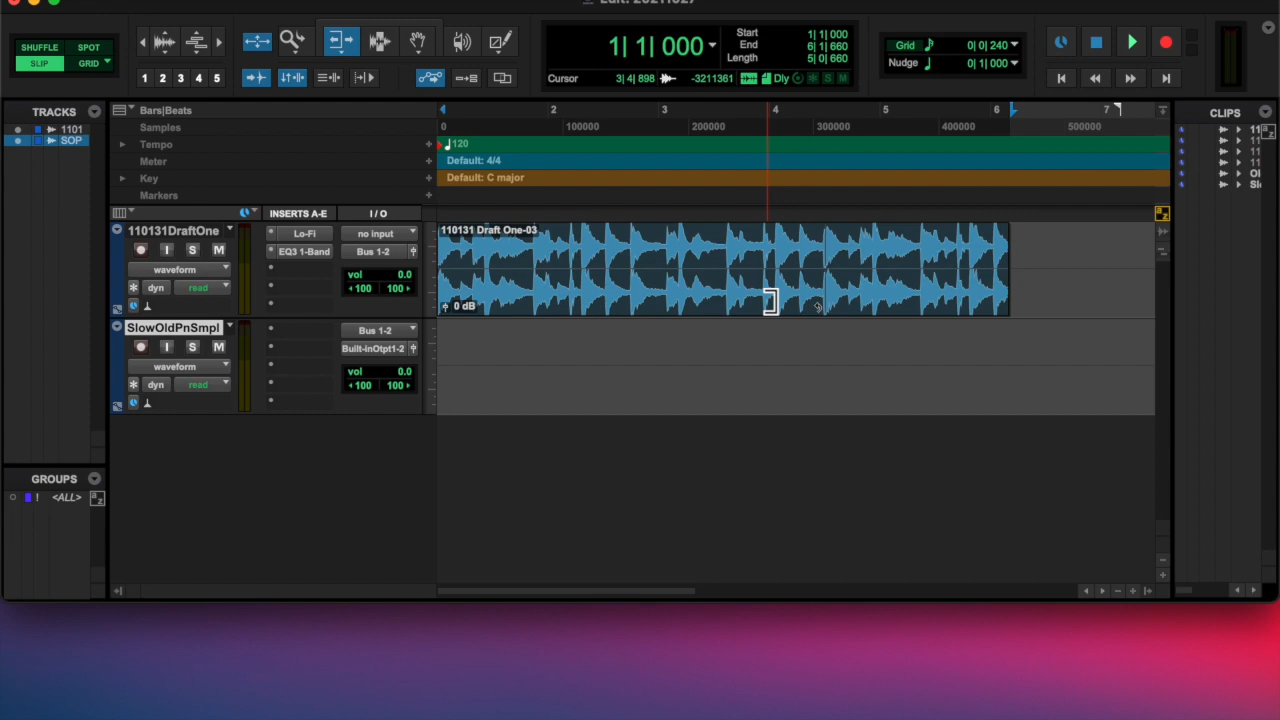 SHUFFLE SPOT
SLIP GRID
1 2 3 4 5
1| 1| 000
Start 1| 1| 000
End 6| 1| 660
Length 5| 0| 660
Cursor 3| 4| 898 -3211361 Dly S M
Grid 0| 0| 240
Nudge 0| 1| 000
TRACKS
1101
SOP
Bars|Beats 2 3 4 5 6 7
Samples 0 100000 200000 300000 400000 500000
Tempo 120
Meter Default: 4/4
Key Default: C major
Markers
CLIPS
INSERTS A-E I / O
110131DraftOne Lo-Fi no input
I S M EQ3 1-Band Bus 1-2
waveform
vol 0.0
dyn read 100 100
110131 Draft One-03
0 dB
SlowOldPnSmpl Bus 1-2
I S M Built-inOtpt1-2
waveform
vol 0.0
dyn read 100 100
GROUPS
! <ALL>
a z